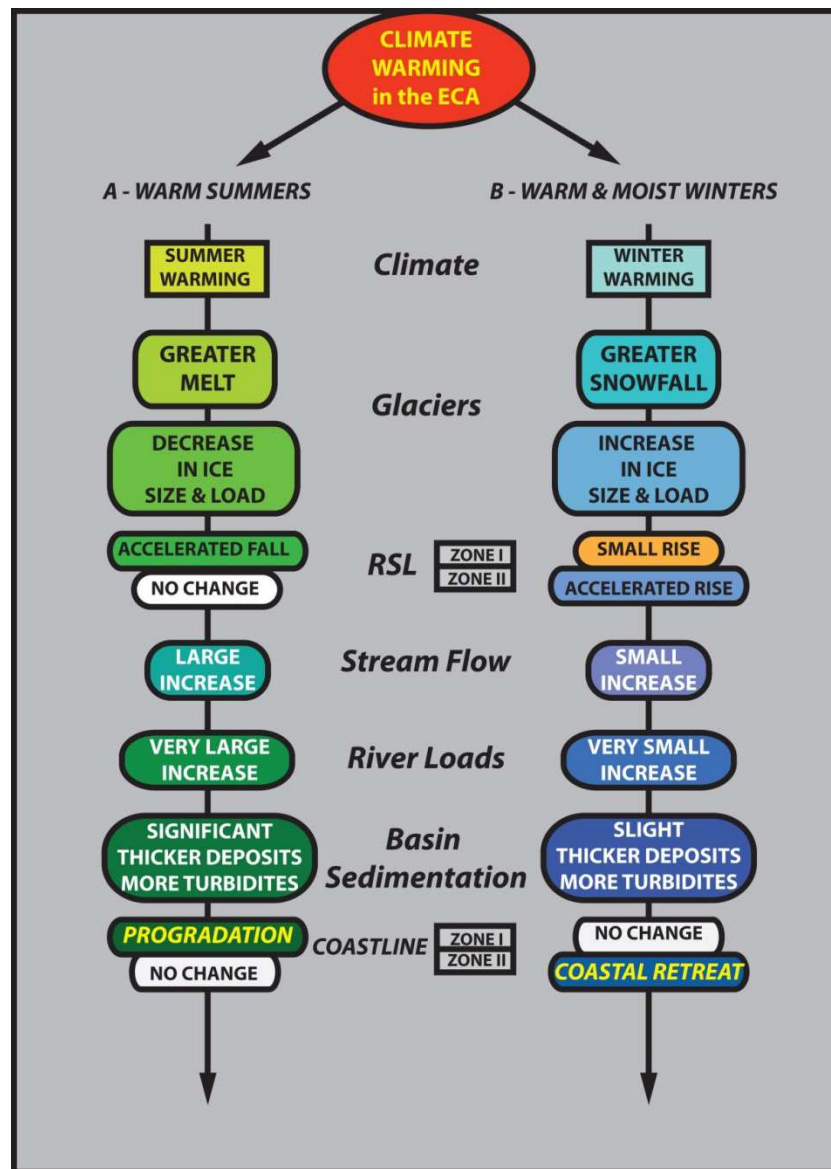 CLIMATE
WARMING
in the ECA
A - WARM SUMMERS
B - WARM & MOIST WINTERS
SUMMER
WARMING
Climate
WINTER
WARMING
GREATER
MELT
Glaciers
GREATER
SNOWFALL
DECREASE
IN ICE
SIZE & LOAD
INCREASE
IN ICE
SIZE & LOAD
ACCELERATED FALL
NO CHANGE
RSL
ZONE I
ZONE II
SMALL RISE
ACCELERATED RISE
LARGE
INCREASE
Stream Flow
SMALL
INCREASE
VERY LARGE
INCREASE
River Loads
VERY SMALL
INCREASE
SIGNIFICANT
THICKER DEPOSITS
MORE TURBIDITES
Basin
Sedimentation
SLIGHT
THICKER DEPOSITS
MORE TURBIDITES
PROGRADATION
NO CHANGE
COASTLINE
ZONE I
ZONE II
NO CHANGE
COASTAL RETREAT